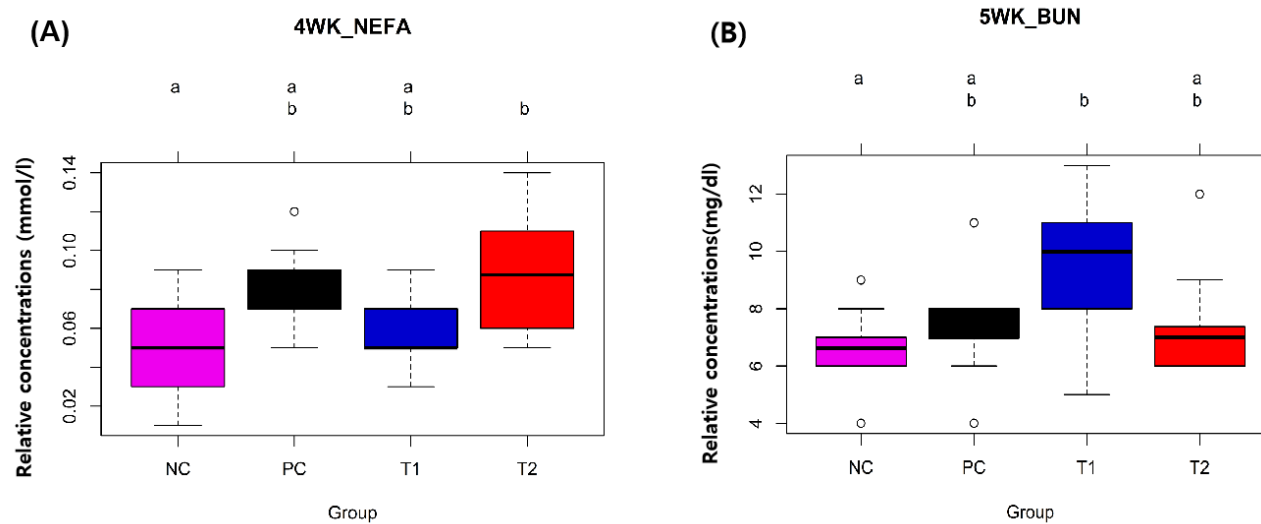 (A)
4WK_NEFA
a a a
b b b
Relative concentrations (mmol/l)
0.14
0.10
0.06
0.02
NC PC T1 T2
Group
(B)
5WK_BUN
a a a
b b b
Relative concentrations(mg/dl)
12
10
8
6
4
NC PC T1 T2
Group